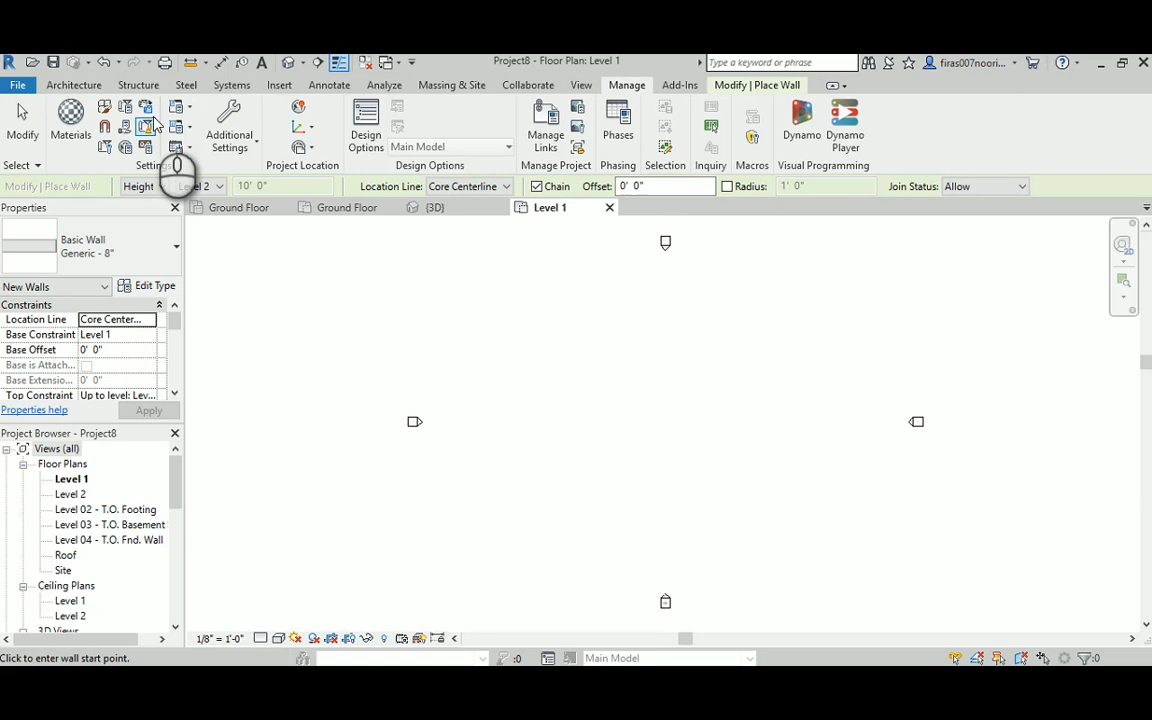 Project8 - Floor Plan: Level 1
Type a keyword or phrase
firas007noori...
File
Architecture
Structure
Steel
Systems
Insert
Annotate
Analyze
Massing & Site
Collaborate
View
Manage
Add-Ins
Modify | Place Wall
Modify
Materials
Additional
Settings
Design
Options
Main Model
Manage
Links
Phases
Dynamo
Dynamo
Player
Select
Project Location
Design Options
Manage Project
Phasing
Selection
Inquiry
Macros
Visual Programming
Modify | Place Wall
Height
Level 2
10' 0"
Location Line:
Core Centerline
Chain
Offset:
0' 0"
Radius:
1' 0"
Join Status:
Allow
Properties
Ground Floor
Ground Floor
{3D}
Level 1
Basic Wall
Generic - 8"
New Walls
Edit Type
Constraints
Location Line
Core Center...
Base Constraint
Level 1
Base Offset
0' 0"
Base is Attach...
Base Extensio...
0' 0"
Top Constraint
Up to level: Lev...
Properties help
Apply
Project Browser - Project8
Views (all)
Floor Plans
Level 1
Level 2
Level 02 - T.O. Footing
Level 03 - T.O. Basement
Level 04 - T.O. Fnd. Wall
Roof
Site
Ceiling Plans
Level 1
Level 2
1/8" = 1'-0"
Click to enter wall start point.
:0
Main Model
:0